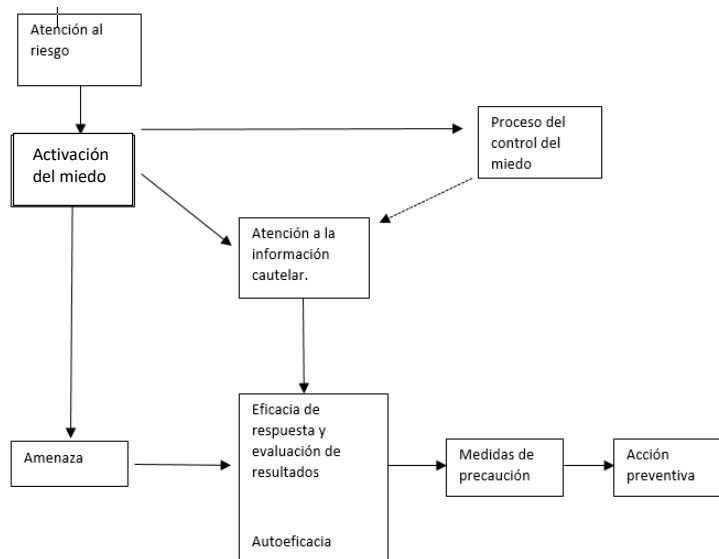 Atención al
riesgo
Activación
del miedo
Proceso del
control del
miedo
Atención a la
información
cautelar.
Amenaza
Eficacia de
respuesta y
evaluación de
resultados
Autoeficacia
Medidas de
precaución
Acción
preventiva